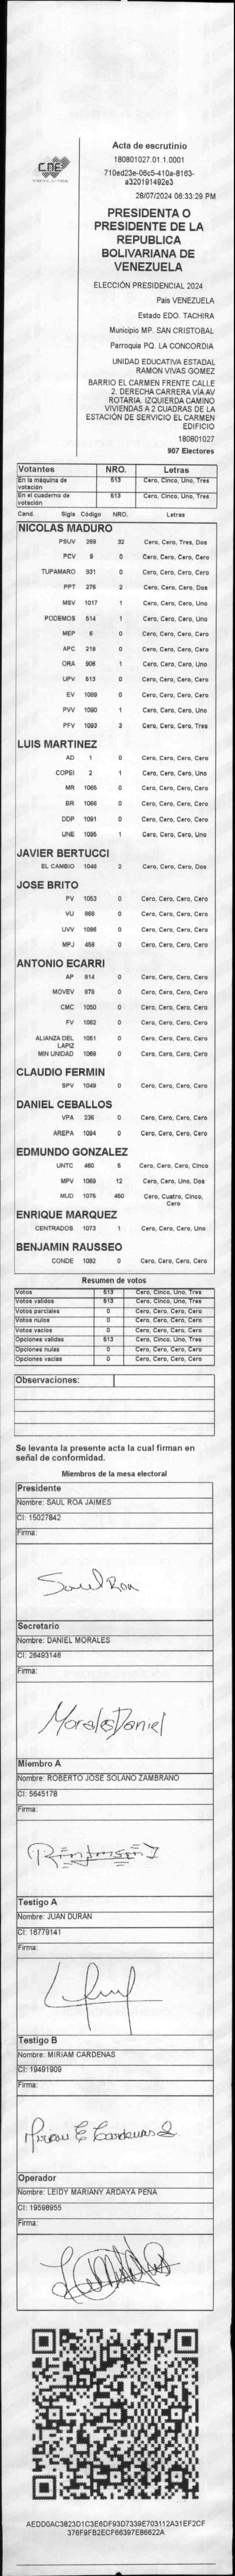 CNE
Acta de escrutinio
180801027.01.1.0001
710ed23e-06c5-410a-8163-
a320191492e3
28/07/2024 06:33:29 PM
PRESIDENTA O
PRESIDENTE DE LA
REPUBLICA
BOLIVARIANA DE
VENEZUELA
ELECCIÓN PRESIDENCIAL 2024
Pais VENEZUELA
Estado EDO. TACHIRA
Municipio MP. SAN CRISTOBAL
Parroquia PQ. LA CONCORDIA
UNIDAD EDUCATIVA ESTADAL
RAMON VIVAS GOMEZ
BARRIO EL CARMEN FRENTE CALLE
2. DERECHA CARRERA VÍA AV
ROTARIA. IZQUIERDA CAMINO
VIVIENDAS A 2 CUADRAS DE LA
ESTACIÓN DE SERVICIO EL CARMEN
EDIFICIO
180801027
907 Electores
Votantes NRO. Letras
En la máquina de votación 513 Cero, Cinco, Uno, Tres
En el cuaderno de votación 513 Cero, Cinco, Uno, Tres
Cand. Sigla Código NRO. Letras
NICOLAS MADURO
PSUV 269 32 Cero, Cero, Tres, Dos
PCV 9 0 Cero, Cero, Cero, Cero
TUPAMARO 931 0 Cero, Cero, Cero, Cero
PPT 276 2 Cero, Cero, Cero, Dos
MSV 1017 1 Cero, Cero, Cero, Uno
PODEMOS 514 1 Cero, Cero, Cero, Uno
MEP 6 0 Cero, Cero, Cero, Cero
APC 219 0 Cero, Cero, Cero, Cero
ORA 906 1 Cero, Cero, Cero, Uno
UPV 513 0 Cero, Cero, Cero, Cero
EV 1089 0 Cero, Cero, Cero, Cero
PVV 1090 1 Cero, Cero, Cero, Uno
PFV 1093 3 Cero, Cero, Cero, Tres
LUIS MARTINEZ
AD 1 0 Cero, Cero, Cero, Cero
COPEI 2 1 Cero, Cero, Cero, Uno
MR 1065 0 Cero, Cero, Cero, Cero
BR 1066 0 Cero, Cero, Cero, Cero
DDP 1091 0 Cero, Cero, Cero, Cero
UNE 1095 1 Cero, Cero, Cero, Uno
JAVIER BERTUCCI
EL CAMBIO 1048 2 Cero, Cero, Cero, Dos
JOSE BRITO
PV 1053 0 Cero, Cero, Cero, Cero
VU 968 0 Cero, Cero, Cero, Cero
UVV 1096 0 Cero, Cero, Cero, Cero
MPJ 458 0 Cero, Cero, Cero, Cero
ANTONIO ECARRI
AP 914 0 Cero, Cero, Cero, Cero
MOVEV 879 0 Cero, Cero, Cero, Cero
CMC 1050 0 Cero, Cero, Cero, Cero
FV 1062 0 Cero, Cero, Cero, Cero
ALIANZA DEL LAPIZ 1051 0 Cero, Cero, Cero, Cero
MIN UNIDAD 1088 0 Cero, Cero, Cero, Cero
CLAUDIO FERMIN
SPV 1049 0 Cero, Cero, Cero, Cero
DANIEL CEBALLOS
VPA 236 0 Cero, Cero, Cero, Cero
AREPA 1094 0 Cero, Cero, Cero, Cero
EDMUNDO GONZALEZ
UNTC 460 5 Cero, Cero, Cero, Cinco
MPV 1069 12 Cero, Cero, Uno, Dos
MUD 1075 450 Cero, Cuatro, Cinco, Cero
ENRIQUE MARQUEZ
CENTRADOS 1073 1 Cero, Cero, Cero, Uno
BENJAMIN RAUSSEO
CONDE 1092 0 Cero, Cero, Cero, Cero
Resumen de votos
Votos 513 Cero, Cinco, Uno, Tres
Votos validos 513 Cero, Cinco, Uno, Tres
Votos parciales 0 Cero, Cero, Cero, Cero
Votos nulos 0 Cero, Cero, Cero, Cero
Votos vacios 0 Cero, Cero, Cero, Cero
Opciones validas 513 Cero, Cinco, Uno, Tres
Opciones nulas 0 Cero, Cero, Cero, Cero
Opciones vacias 0 Cero, Cero, Cero, Cero
Observaciones:
Se levanta la presente acta la cual firman en
señal de conformidad.
Miembros de la mesa electoral
Presidente
Nombre: SAUL ROA JAIMES
CI: 15027842
Firma:
Saul Roa
Secretario
Nombre: DANIEL MORALES
CI: 26493146
Firma:
Morales Daniel
Miembro A
Nombre: ROBERTO JOSE SOLANO ZAMBRANO
CI: 5645178
Firma:
Testigo A
Nombre: JUAN DURAN
CI: 16779141
Firma:
Testigo B
Nombre: MIRIAM CARDENAS
CI: 19491909
Firma:
Miriam E Cardenas
Operador
Nombre: LEIDY MARIANY ARDAYA PEÑA
CI: 19598955
Firma:
AEDD0AC3823D1C3E6DF93D7339E703112A31EF2CF
376F9FB2ECF66397E86622A